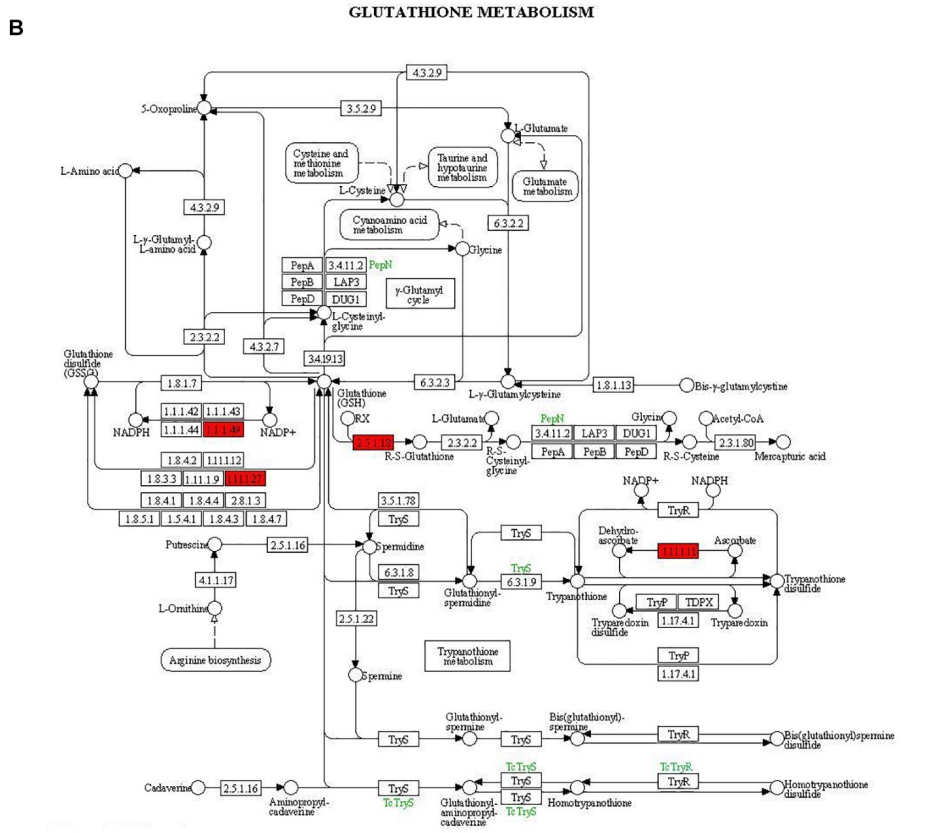 GLUTATHIONE METABOLISM
B
4.3.2.9
5-Oxoproline
3.5.2.9
L-Glutamate
Cysteine and
methionine
metabolism
Taurine and
hypotaurine
metabolism
Glutamate
metabolism
L-Amino acid
L-Cysteine
4.3.2.9
Cyanoamino acid
metabolism
6.3.2.2
L-γ-Glutamyl-
L-amino acid
Glycine
PepA
3.4.11.2
PepN
PepB
LAP3
γ-Glutamyl
cycle
PepD
DUG1
L-Cysteinyl-
glycine
2.3.2.2
4.3.2.7
3.4.19.13
Glutathione
disulfide
(GSSG)
1.8.1.7
Glutathione
(GSH)
6.3.2.3
L-γ-Glutamylcysteine
1.8.1.13
Bis-γ-glutamylcystine
1.1.1.42
1.1.1.43
NADPH
1.1.1.44
1.1.1.49
NADP+
RX
L-Glutamate
PepN
Glycine
Acetyl-CoA
2.5.1.18
R-S-Glutathione
2.3.2.2
R-S-
Cysteinyl-
glycine
3.4.11.2
LAP3
DUG1
PepA
PepB
PepD
R-S-Cysteine
2.3.1.80
Mercapturic acid
1.8.4.2
1.11.1.12
1.8.3.3
1.11.1.9
1.11.1.27
1.8.4.1
1.8.4.4
2.8.1.3
1.8.5.1
1.5.4.1
1.8.4.3
1.8.4.7
3.5.1.78
TryS
NADP+
NADPH
TryR
Putrescine
2.5.1.16
Spermidine
TryS
Dehydro-
ascorbate
1.11.1.11
Ascorbate
4.1.1.17
6.3.1.8
TryS
Glutathionyl-
spermidine
TryS
6.3.1.9
Trypanothione
Trypanothione
disulfide
L-Ornithine
2.5.1.22
TryP
TDPX
1.17.4.1
Tryparedoxin
disulfide
Tryparedoxin
Arginine biosynthesis
Trypanothione
metabolism
TryP
1.17.4.1
Spermine
TryS
Glutathionyl-
spermine
TryS
Bis(glutathionyl)-
spermine
TryR
Bis(glutathionyl)spermine
disulfide
Cadaverine
2.5.1.16
Aminopropyl-
cadaverine
TryS
TcTryS
Glutathionyl-
aminopropyl-
cadaverine
TcTryS
TryS
TryS
TcTryS
Homotrypanothione
TcTryR
TryR
Homotrypanothione
disulfide